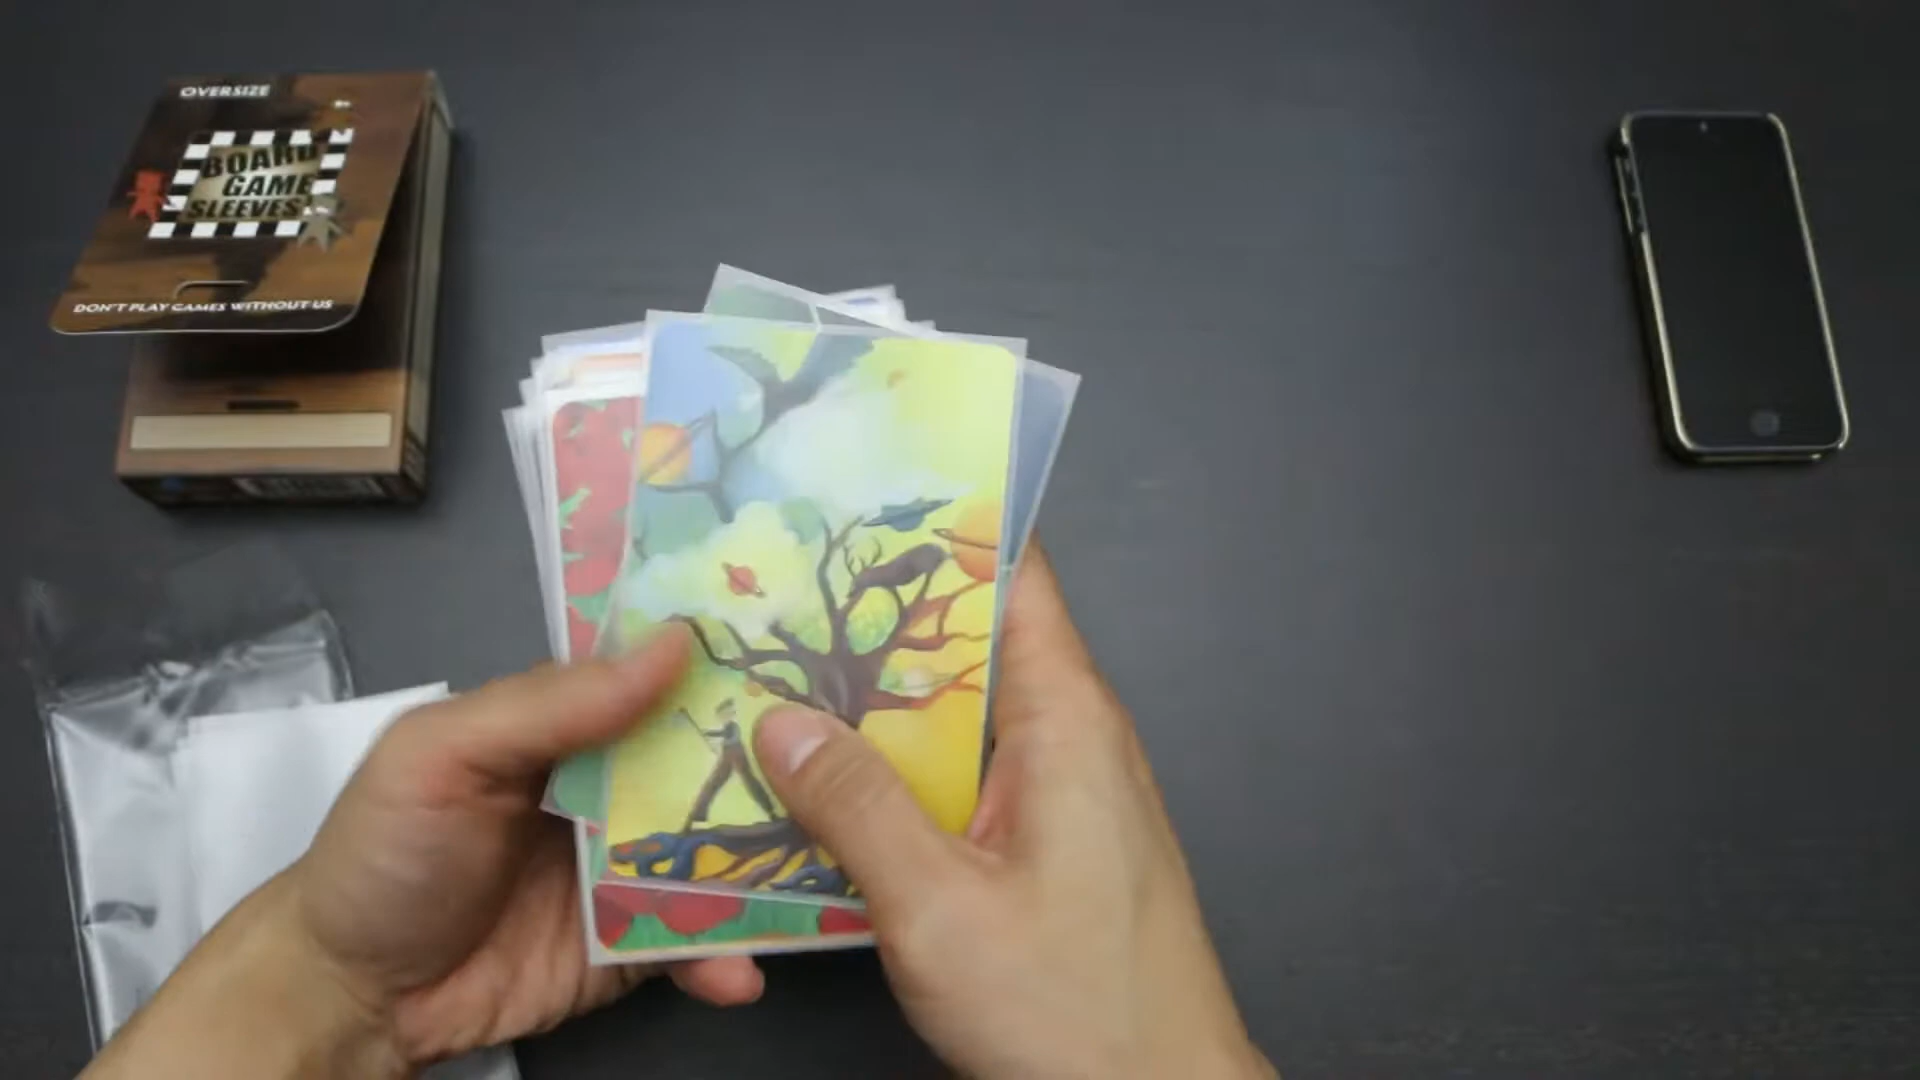 OVERSIZE
BOARD
GAME
SLEEVES
DON'T PLAY GAMES WITHOUT US